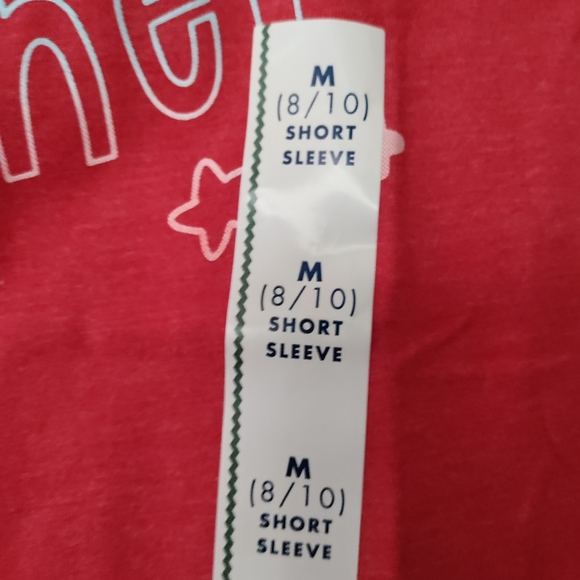 M
(8/10)
SHORT
SLEEVE
M
(8/10)
SHORT
SLEEVE
M
(8/10)
SHORT
SLEEVE